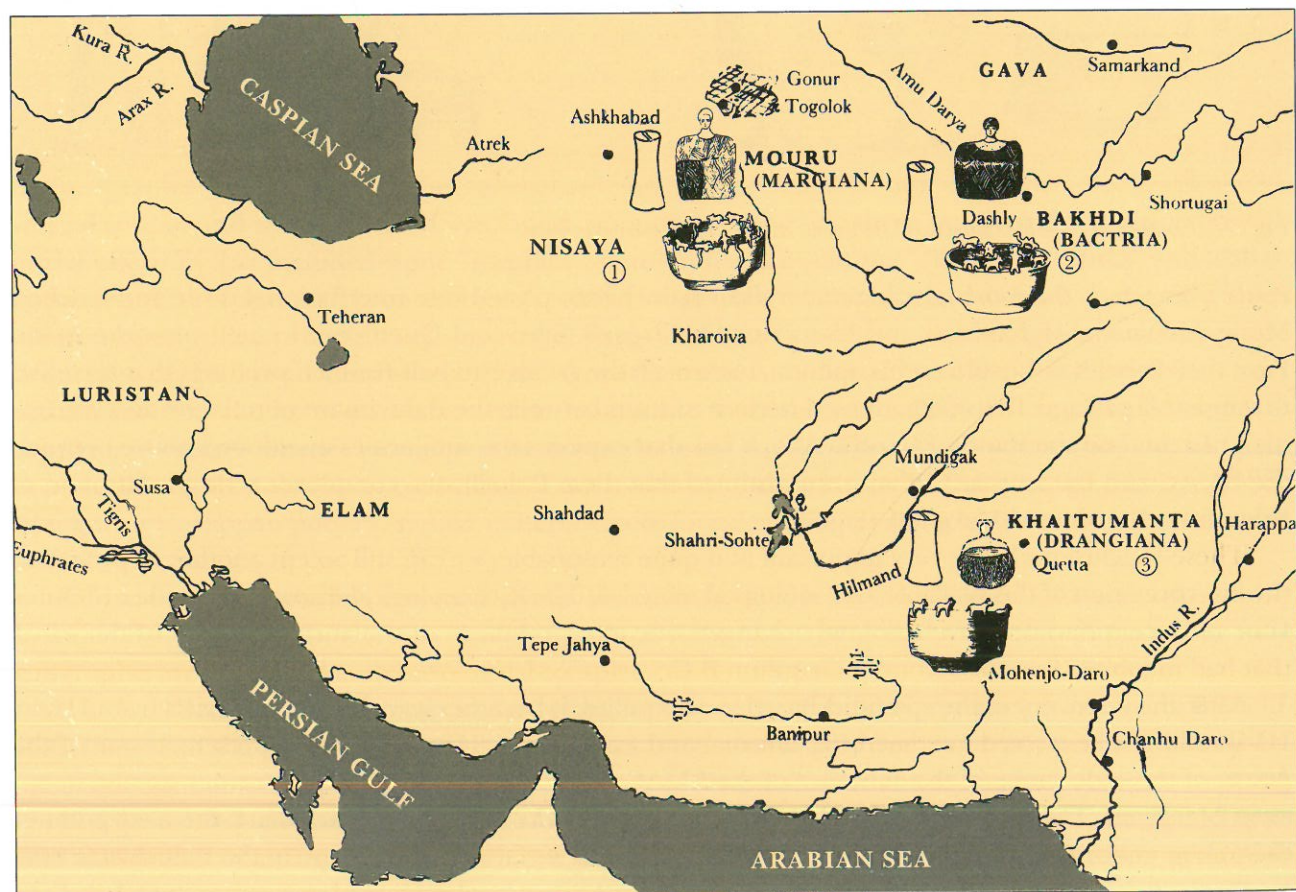 Kura R.
Arax R.
CASPIAN SEA
Atrek
Ashkhabad
Gonur
Togolok
MOURU
(MARGIANA)
NISAYA
①
Kharoiva
Amu Darya
GAVA
Samarkand
Shortugai
Dashly
BAKHDI
(BACTRIA)
②
Teheran
LURISTAN
Susa
Tigris
Euphrates
ELAM
Shahdad
Shahri-Sohte
Mundigak
Hilmand
KHAITUMANTA
(DRANGIANA)
Quetta
③
Harappa
Indus R.
Tepe Jahya
Banipur
Mohenjo-Daro
Chanhu Daro
PERSIAN GULF
ARABIAN SEA